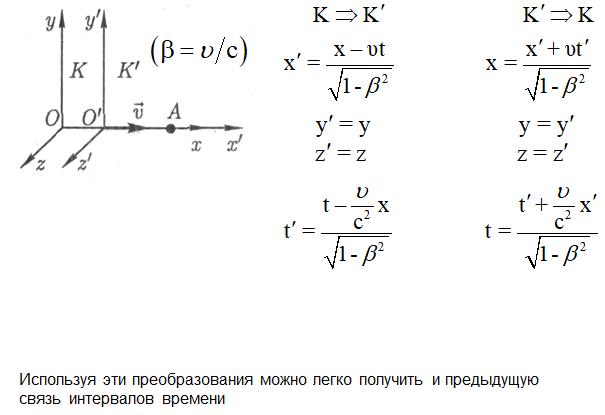 y y′ K K′ (β = υ/c)
O O′ v⃗ A
z z′ x x′
K ⇒ K′
x′ = (x − υt) / √(1 - β²)
y′ = y
z′ = z
t′ = (t − (υ/c²) x) / √(1 - β²)
K′ ⇒ K
x = (x′ + υt′) / √(1 - β²)
y = y′
z = z′
t = (t′ + (υ/c²) x′) / √(1 - β²)
Используя эти преобразования можно легко получить и предыдущую
связь интервалов времени